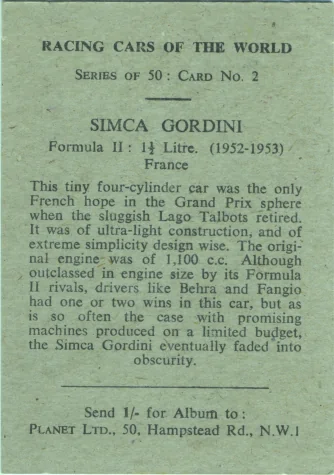 RACING CARS OF THE WORLD
SERIES OF 50 : CARD NO. 2
SIMCA GORDINI
Formula II : 1½ Litre. (1952-1953)
France
This tiny four-cylinder car was the only
French hope in the Grand Prix sphere
when the sluggish Lago Talbots retired.
It was of ultra-light construction, and of
extreme simplicity design wise. The origi-
nal engine was of 1,100 c.c. Although
outclassed in engine size by its Formula
II rivals, drivers like Behra and Fangio
had one or two wins in this car, but as
is so often the case with promising
machines produced on a limited budget,
the Simca Gordini eventually faded into
obscurity.
Send 1/- for Album to :
PLANET LTD., 50, Hampstead Rd., N.W.1